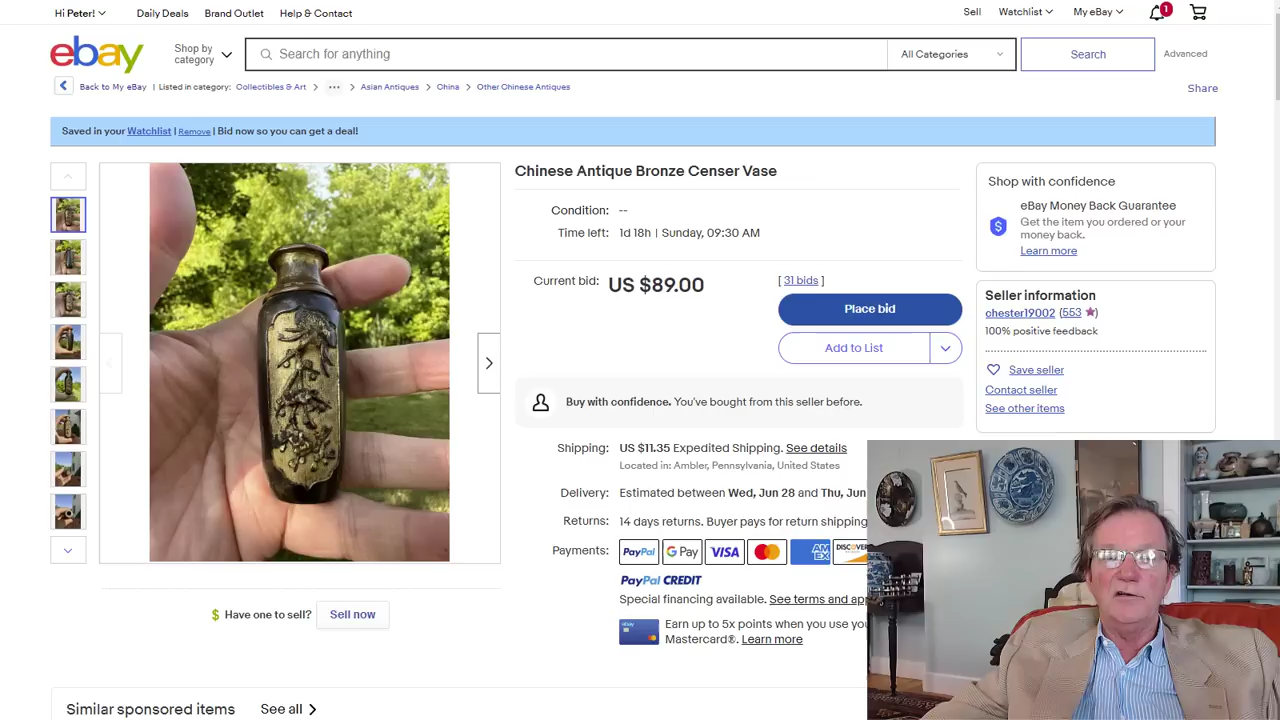 Hi Peter!
Daily Deals
Brand Outlet
Help & Contact
Sell
Watchlist
My eBay
1
ebay
Shop by category
Search for anything
All Categories
Search
Advanced
Back to My eBay | Listed in category: Collectibles & Art > ... > Asian Antiques > China > Other Chinese Antiques
Share
Saved in your Watchlist | Remove | Bid now so you can get a deal!
Chinese Antique Bronze Censer Vase
Condition: --
Time left: 1d 18h | Sunday, 09:30 AM
Current bid: US $89.00 [ 31 bids ]
Place bid
Add to List
Buy with confidence. You've bought from this seller before.
Shipping: US $11.35 Expedited Shipping. See details
Located in: Ambler, Pennsylvania, United States
Delivery: Estimated between Wed, Jun 28 and Thu, Jun
Returns: 14 days returns. Buyer pays for return shipping
Payments: PayPal G Pay VISA MasterCard AM EX DISCOVER
PayPal CREDIT
Special financing available. See terms and app
Earn up to 5x points when you use you
Mastercard®. Learn more
Shop with confidence
eBay Money Back Guarantee
Get the item you ordered or your
money back.
Learn more
Seller information
chester19002 (553 )
100% positive feedback
Save seller
Contact seller
See other items
$ Have one to sell? Sell now
Similar sponsored items See all